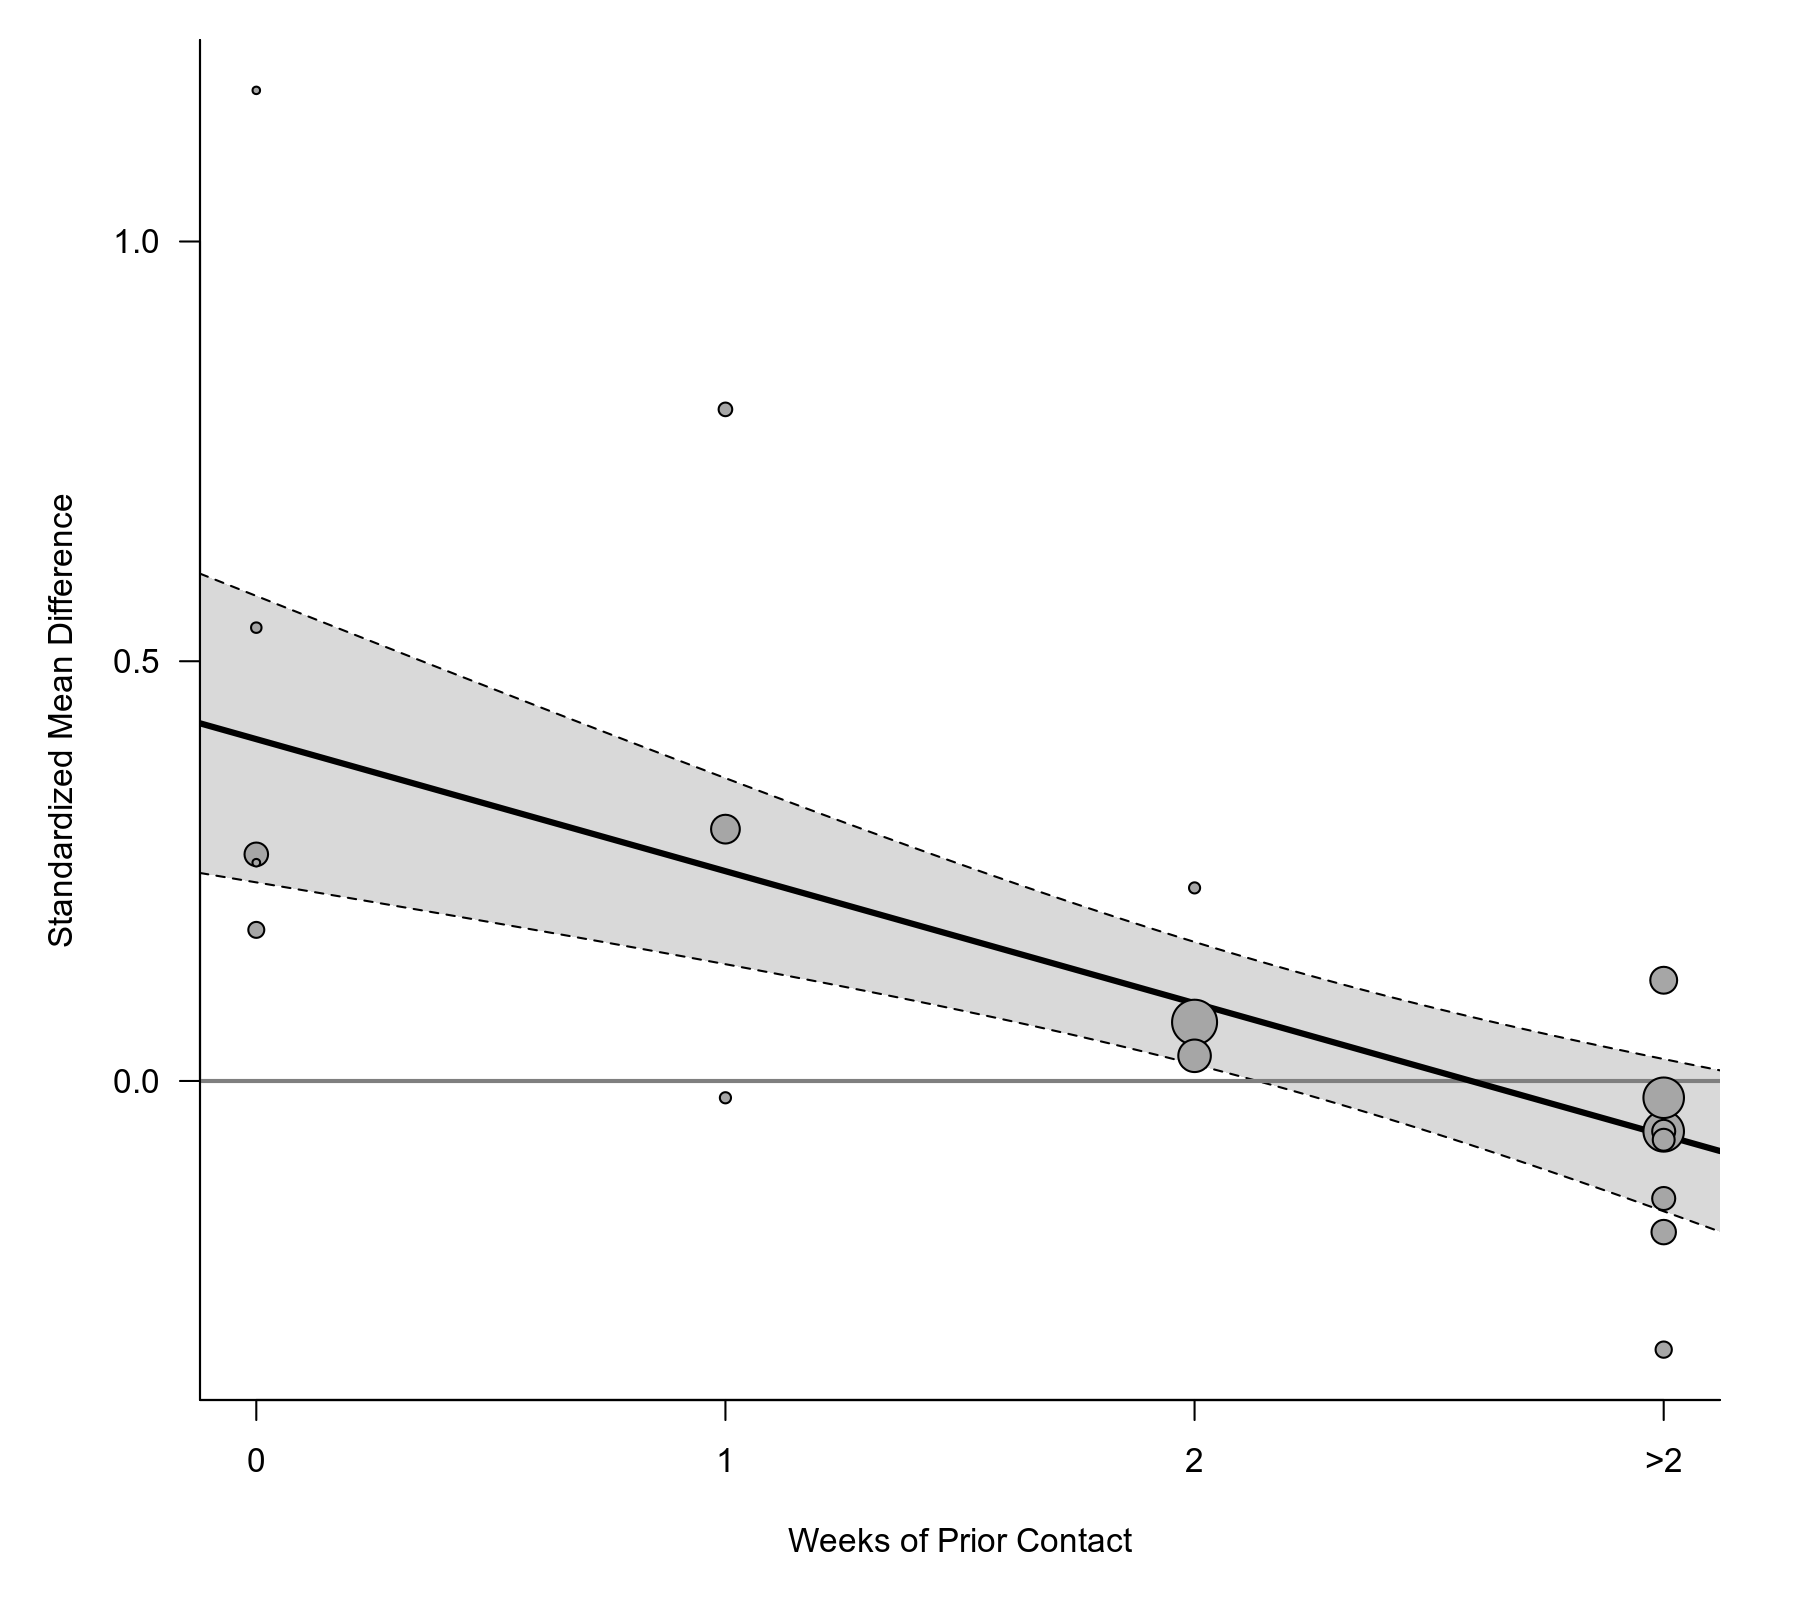 1.0
0.5
0.0
Standardized Mean Difference
0 1 2 >2
Weeks of Prior Contact